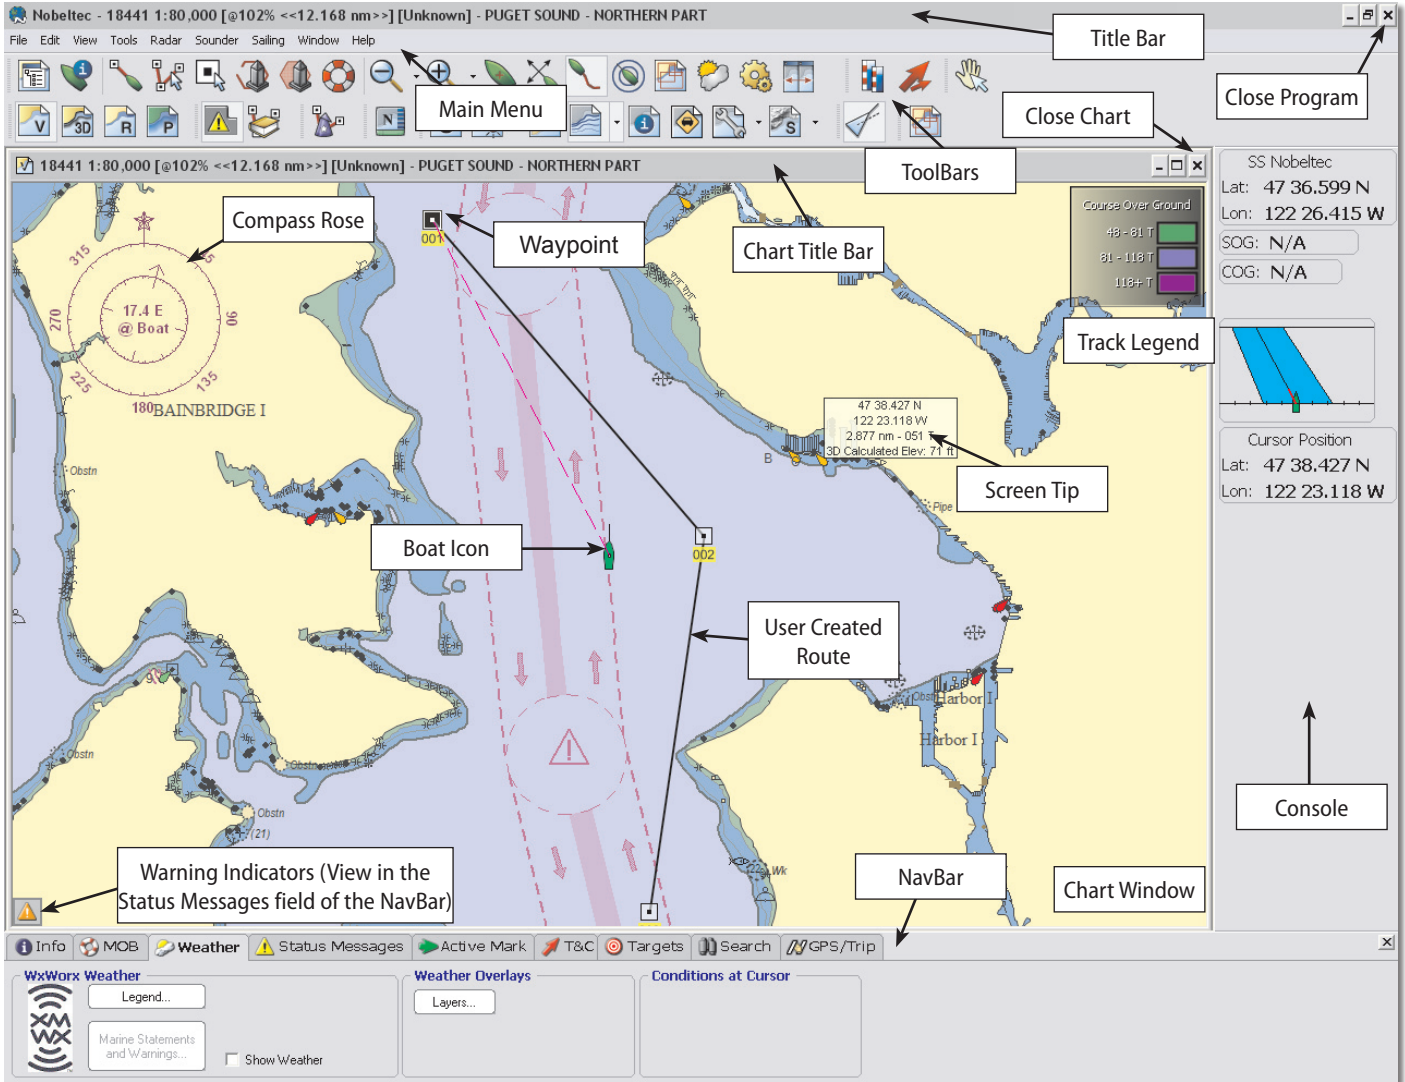 Nobeltec - 18441 1:80,000 [@102% <<12.168 nm>>] [Unknown] - PUGET SOUND - NORTHERN PART
Title Bar
File Edit View Tools Radar Sounder Sailing Window Help
Close Program
Main Menu
Close Chart
V 3D R P N S
ToolBars
18441 1:80,000 [@102% <<12.168 nm>>] [Unknown] - PUGET SOUND - NORTHERN PART
SS Nobeltec
Lat: 47 36.599 N
Lon: 122 26.415 W
SOG: N/A
COG: N/A
Cursor Position
Lat: 47 38.427 N
Lon: 122 23.118 W
Console
Compass Rose
315
45
270
90
225
135
180
17.4 E
@ Boat
BAINBRIDGE I
001
Waypoint
Chart Title Bar
Course Over Ground
48 - 81 T
81 - 118 T
118+ T
Track Legend
47 38.427 N
122 23.118 W
2.877 nm - 051 T
3D Calculated Elev: 71 ft
B
Screen Tip
Obstn
Pipe
Boat Icon
002
User Created
Route
Obstn
Harbor I
Harbor I
Obstn
Obstn
Obstn
(21)
Wk
Warning Indicators (View in the
Status Messages field of the NavBar)
NavBar
Chart Window
Info MOB Weather Status Messages Active Mark T&C Targets Search GPS/Trip
WxWorx Weather
Weather Overlays
Conditions at Cursor
XM
WX
Legend...
Layers...
Marine Statements
and Warnings...
Show Weather